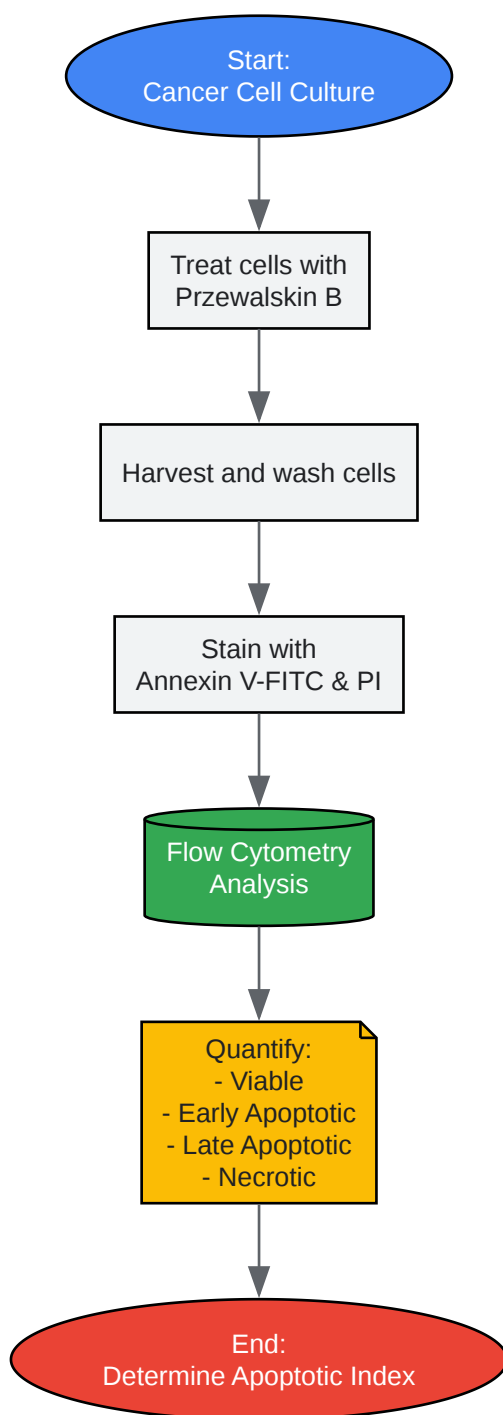 Start:
Cancer Cell Culture
Treat cells with
Przewalskin B
Harvest and wash cells
Stain with
Annexin V-FITC & PI
Flow Cytometry
Analysis
Quantify:
- Viable
- Early Apoptotic
- Late Apoptotic
- Necrotic
End:
Determine Apoptotic Index